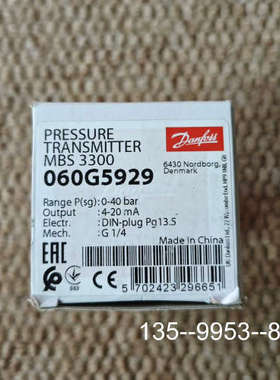 PRESSURE
TRANSMITTER
MBS 3300
060G5929
Danfoss
6430 Nordborg,
Denmark
Range P(sg): 0-40 bar
Output : 4-20 mA
Electr. : DIN-plug Pg13.5
Mech. : G 1/4
Made in China
EAC
5 702423 296651
135--9953--8